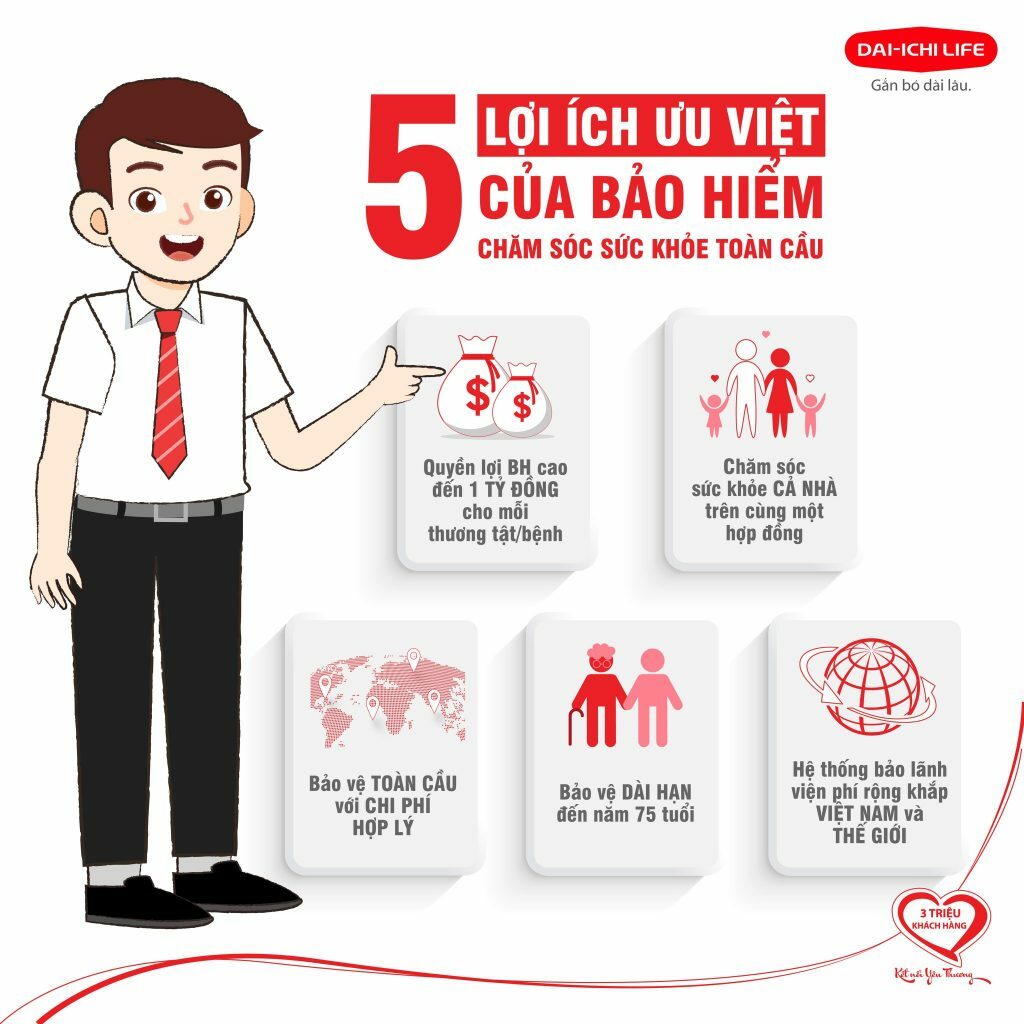 DAI-ICHI LIFE
Gắn bó dài lâu.
5
LỢI ÍCH ƯU VIỆT
CỦA BẢO HIỂM
CHĂM SÓC SỨC KHỎE TOÀN CẦU
$ $
Quyền lợi BH cao
đến 1 TỶ ĐỒNG
cho mỗi
thương tật/bệnh
Chăm sóc
sức khỏe CẢ NHÀ
trên cùng một
hợp đồng
Bảo vệ TOÀN CẦU
với CHI PHÍ
HỢP LÝ
Bảo vệ DÀI HẠN
đến năm 75 tuổi
Hệ thống bảo lãnh
viện phí rộng khắp
VIỆT NAM và
THẾ GIỚI
3 TRIỆU
KHÁCH HÀNG
Kết nối Yêu Thương